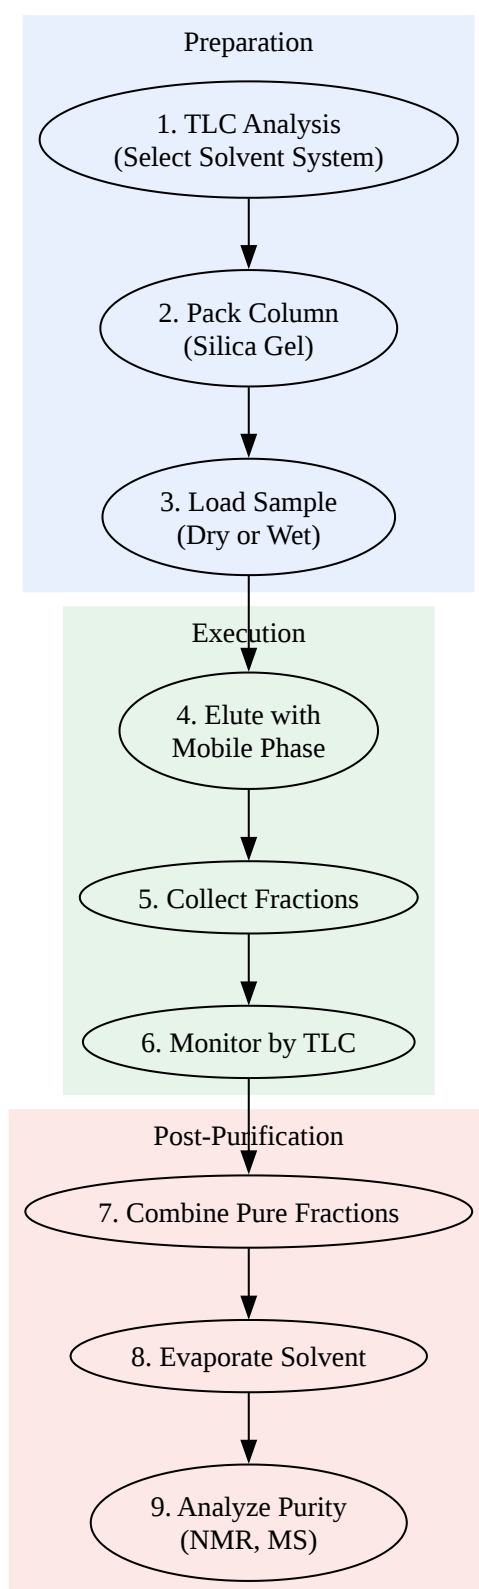 Preparation
1. TLC Analysis
(Select Solvent System)
2. Pack Column
(Silica Gel)
3. Load Sample
(Dry or Wet)
Execution
4. Elute with
Mobile Phase
5. Collect Fractions
6. Monitor by TLC
Post-Purification
7. Combine Pure Fractions
8. Evaporate Solvent
9. Analyze Purity
(NMR, MS)